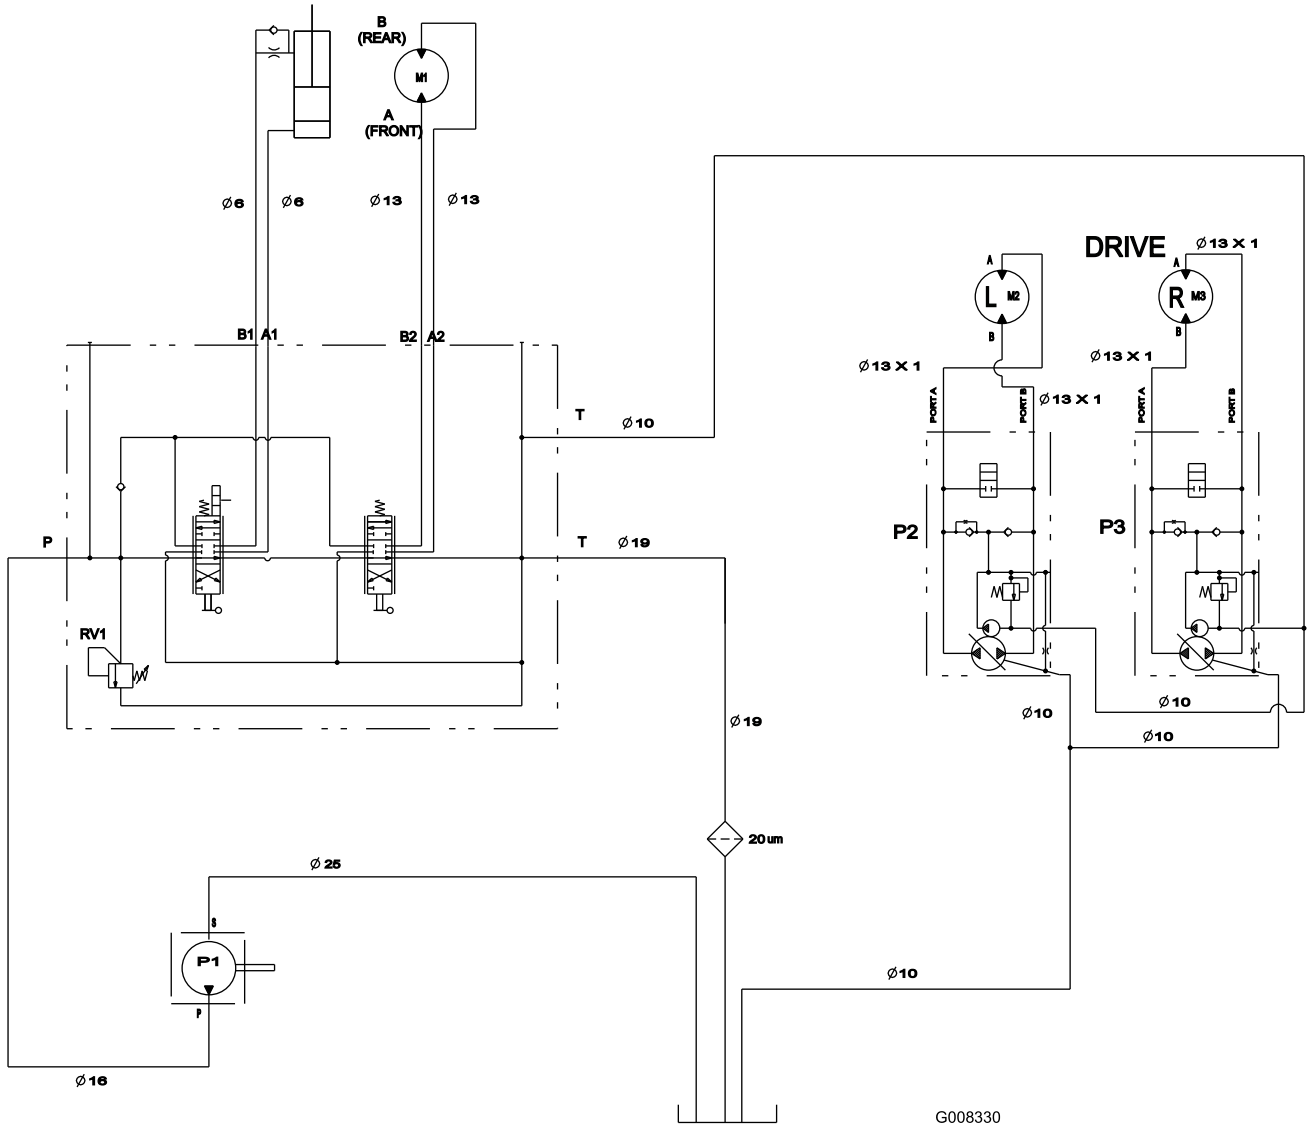 B
(REAR)
M1
A
(FRONT)
Ø6
Ø6
Ø13
Ø13
DRIVE
Ø13 X 1
A
A
L
M2
R
M3
B
B
B1
A1
B2
A2
Ø13 X 1
Ø13 X 1
Ø13 X 1
PORT A
PORT B
PORT A
PORT B
T
Ø10
P
T
Ø19
P2
P3
RV1
Ø10
Ø10
Ø19
Ø10
20um
Ø25
S
P1
P
Ø10
Ø16
G008330